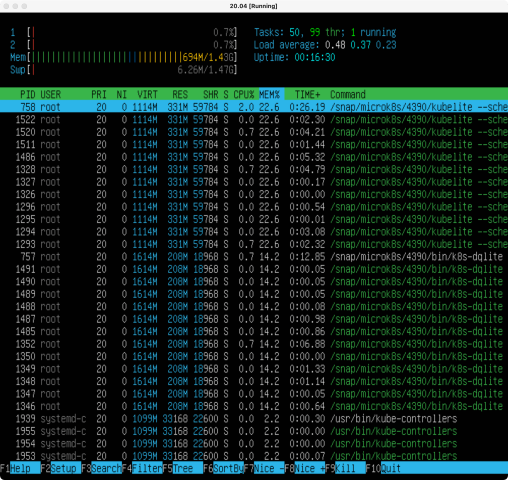 20.04 [Running]
1 [| 0.7%] Tasks: 50, 99 thr; 1 running
2 [| 0.7%] Load average: 0.48 0.37 0.23
Mem[||||||||||||||||||||||||||||||||||694M/1.43G] Uptime: 00:16:30
Swp[| 6.26M/1.47G]
PID USER PRI NI VIRT RES SHR S CPU% MEM% TIME+ Command
758 root 20 0 1114M 331M 59784 S 2.0 22.6 0:26.19 /snap/microk8s/4390/kubelite --sche
1522 root 20 0 1114M 331M 59784 S 0.0 22.6 0:02.30 /snap/microk8s/4390/kubelite --sche
1520 root 20 0 1114M 331M 59784 S 0.7 22.6 0:04.21 /snap/microk8s/4390/kubelite --sche
1511 root 20 0 1114M 331M 59784 S 0.0 22.6 0:01.44 /snap/microk8s/4390/kubelite --sche
1486 root 20 0 1114M 331M 59784 S 0.0 22.6 0:05.32 /snap/microk8s/4390/kubelite --sche
1328 root 20 0 1114M 331M 59784 S 0.7 22.6 0:04.79 /snap/microk8s/4390/kubelite --sche
1327 root 20 0 1114M 331M 59784 S 0.0 22.6 0:00.17 /snap/microk8s/4390/kubelite --sche
1326 root 20 0 1114M 331M 59784 S 0.0 22.6 0:00.00 /snap/microk8s/4390/kubelite --sche
1296 root 20 0 1114M 331M 59784 S 0.0 22.6 0:00.54 /snap/microk8s/4390/kubelite --sche
1295 root 20 0 1114M 331M 59784 S 0.0 22.6 0:00.01 /snap/microk8s/4390/kubelite --sche
1294 root 20 0 1114M 331M 59784 S 0.0 22.6 0:03.08 /snap/microk8s/4390/kubelite --sche
1293 root 20 0 1114M 331M 59784 S 0.7 22.6 0:02.32 /snap/microk8s/4390/kubelite --sche
757 root 20 0 1614M 208M 18968 S 0.7 14.2 0:12.85 /snap/microk8s/4390/bin/k8s-dqlite
1491 root 20 0 1614M 208M 18968 S 0.0 14.2 0:00.05 /snap/microk8s/4390/bin/k8s-dqlite
1490 root 20 0 1614M 208M 18968 S 0.0 14.2 0:00.05 /snap/microk8s/4390/bin/k8s-dqlite
1489 root 20 0 1614M 208M 18968 S 0.0 14.2 0:00.05 /snap/microk8s/4390/bin/k8s-dqlite
1488 root 20 0 1614M 208M 18968 S 0.0 14.2 0:00.00 /snap/microk8s/4390/bin/k8s-dqlite
1487 root 20 0 1614M 208M 18968 S 0.0 14.2 0:00.98 /snap/microk8s/4390/bin/k8s-dqlite
1485 root 20 0 1614M 208M 18968 S 0.0 14.2 0:00.86 /snap/microk8s/4390/bin/k8s-dqlite
1352 root 20 0 1614M 208M 18968 S 0.7 14.2 0:06.88 /snap/microk8s/4390/bin/k8s-dqlite
1350 root 20 0 1614M 208M 18968 S 0.0 14.2 0:00.00 /snap/microk8s/4390/bin/k8s-dqlite
1349 root 20 0 1614M 208M 18968 S 0.0 14.2 0:01.33 /snap/microk8s/4390/bin/k8s-dqlite
1348 root 20 0 1614M 208M 18968 S 0.0 14.2 0:01.14 /snap/microk8s/4390/bin/k8s-dqlite
1347 root 20 0 1614M 208M 18968 S 0.0 14.2 0:00.05 /snap/microk8s/4390/bin/k8s-dqlite
1346 root 20 0 1614M 208M 18968 S 0.0 14.2 0:00.64 /snap/microk8s/4390/bin/k8s-dqlite
1939 systemd-c 20 0 1099M 33168 22600 S 0.0 2.2 0:00.30 /usr/bin/kube-controllers
1955 systemd-c 20 0 1099M 33168 22600 S 0.0 2.2 0:00.00 /usr/bin/kube-controllers
1954 systemd-c 20 0 1099M 33168 22600 S 0.0 2.2 0:00.00 /usr/bin/kube-controllers
1953 systemd-c 20 0 1099M 33168 22600 S 0.0 2.2 0:00.07 /usr/bin/kube-controllers
F1Help F2Setup F3SearchF4FilterF5Tree F6SortByF7Nice -F8Nice +F9Kill F10Quit